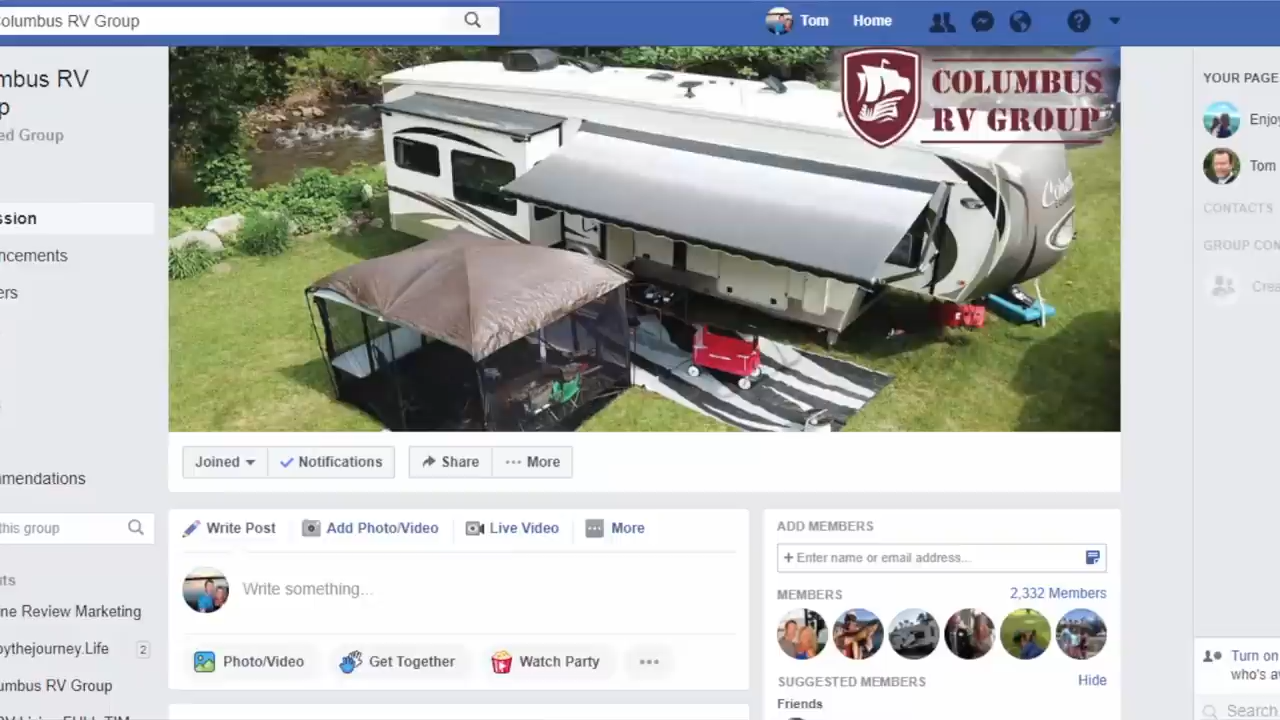 olumbus RV Group
Tom
Home
mbus RV
p
ed Group
ssion
ncements
ers
mendations
this group
ne Review Marketing
ythejourney.Life
2
umbus RV Group
COLUMBUS
RV GROUP
Joined
Notifications
Share
More
Write Post
Add Photo/Video
Live Video
More
Write something...
Photo/Video
Get Together
Watch Party
ADD MEMBERS
+ Enter name or email address...
MEMBERS
2,332 Members
SUGGESTED MEMBERS
Hide
Friends
YOUR PAGE
Enjoy
Tom
CONTACTS
GROUP CON
Crea
Turn on
who's a
Search